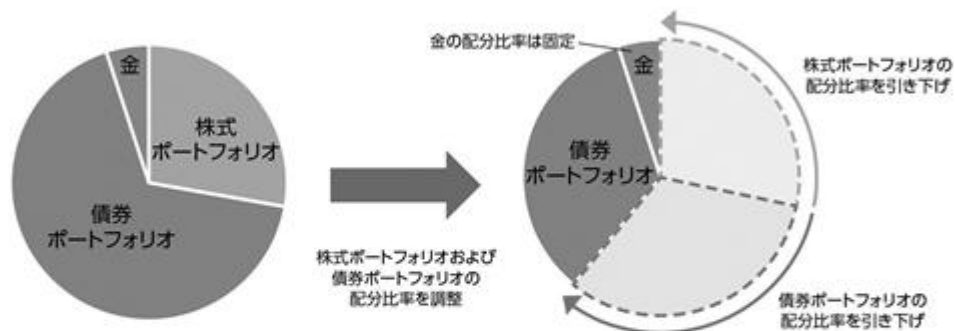 金
株式
ポートフォリオ
債券
ポートフォリオ
株式ポートフォリオおよび
債券ポートフォリオの
配分比率を調整
金の配分比率は固定
金
債券
ポートフォリオ
株式ポートフォリオの
配分比率を引き下げ
債券ポートフォリオの
配分比率を引き下げ